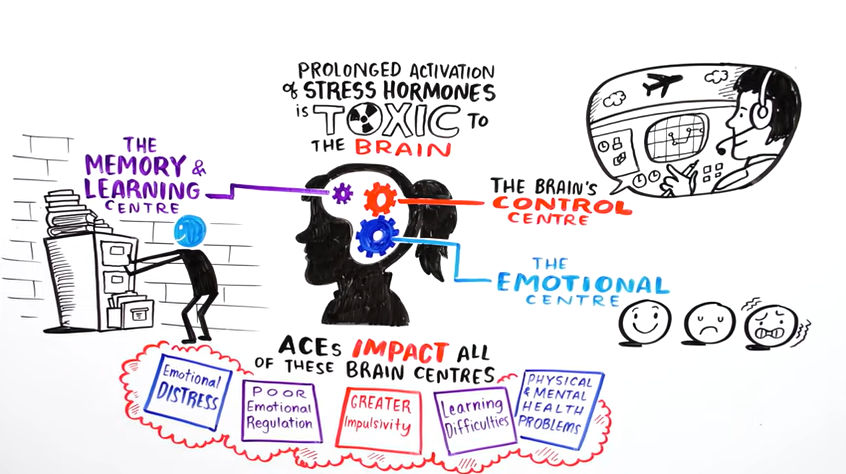 PROLONGED ACTIVATION
of STRESS HORMONES
is TOXIC to
THE BRAIN
THE
MEMORY &
LEARNING
CENTRE
THE BRAIN'S
CONTROL
CENTRE
THE
EMOTIONAL
CENTRE
ACEs IMPACT ALL
OF THESE BRAIN CENTRES
Emotional
DISTRESS
POOR
Emotional
Regulation
GREATER
Impulsivity
Learning
Difficulties
PHYSICAL
& MENTAL
HEALTH
PROBLEMS